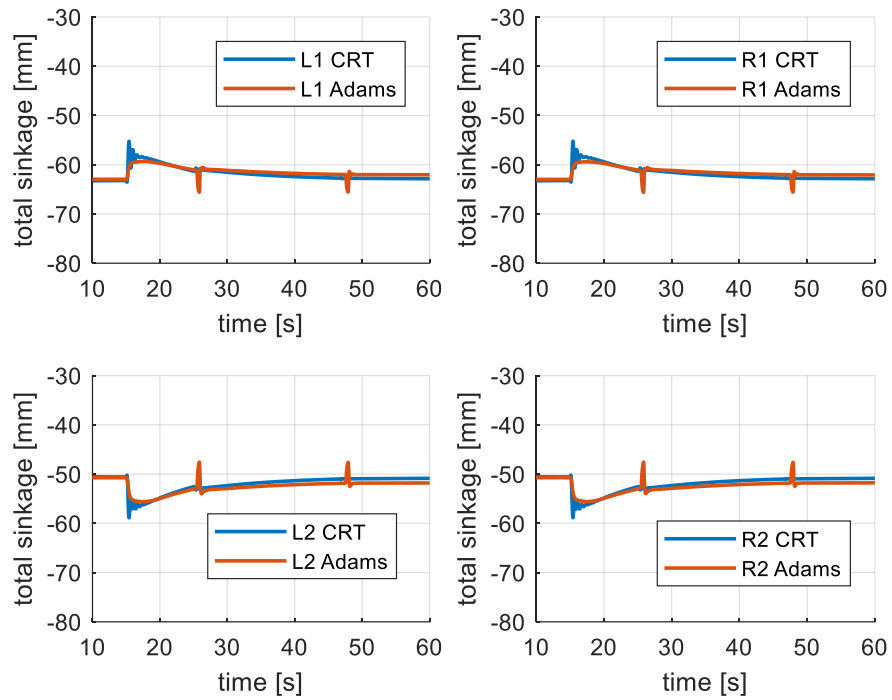 -30
-40
-50
-60
-70
-80
total sinkage [mm]
L1 CRT
L1 Adams
10 20 30 40 50 60
time [s]
-30
-40
-50
-60
-70
-80
total sinkage [mm]
R1 CRT
R1 Adams
10 20 30 40 50 60
time [s]
-30
-40
-50
-60
-70
-80
total sinkage [mm]
L2 CRT
L2 Adams
10 20 30 40 50 60
time [s]
-30
-40
-50
-60
-70
-80
total sinkage [mm]
R2 CRT
R2 Adams
10 20 30 40 50 60
time [s]